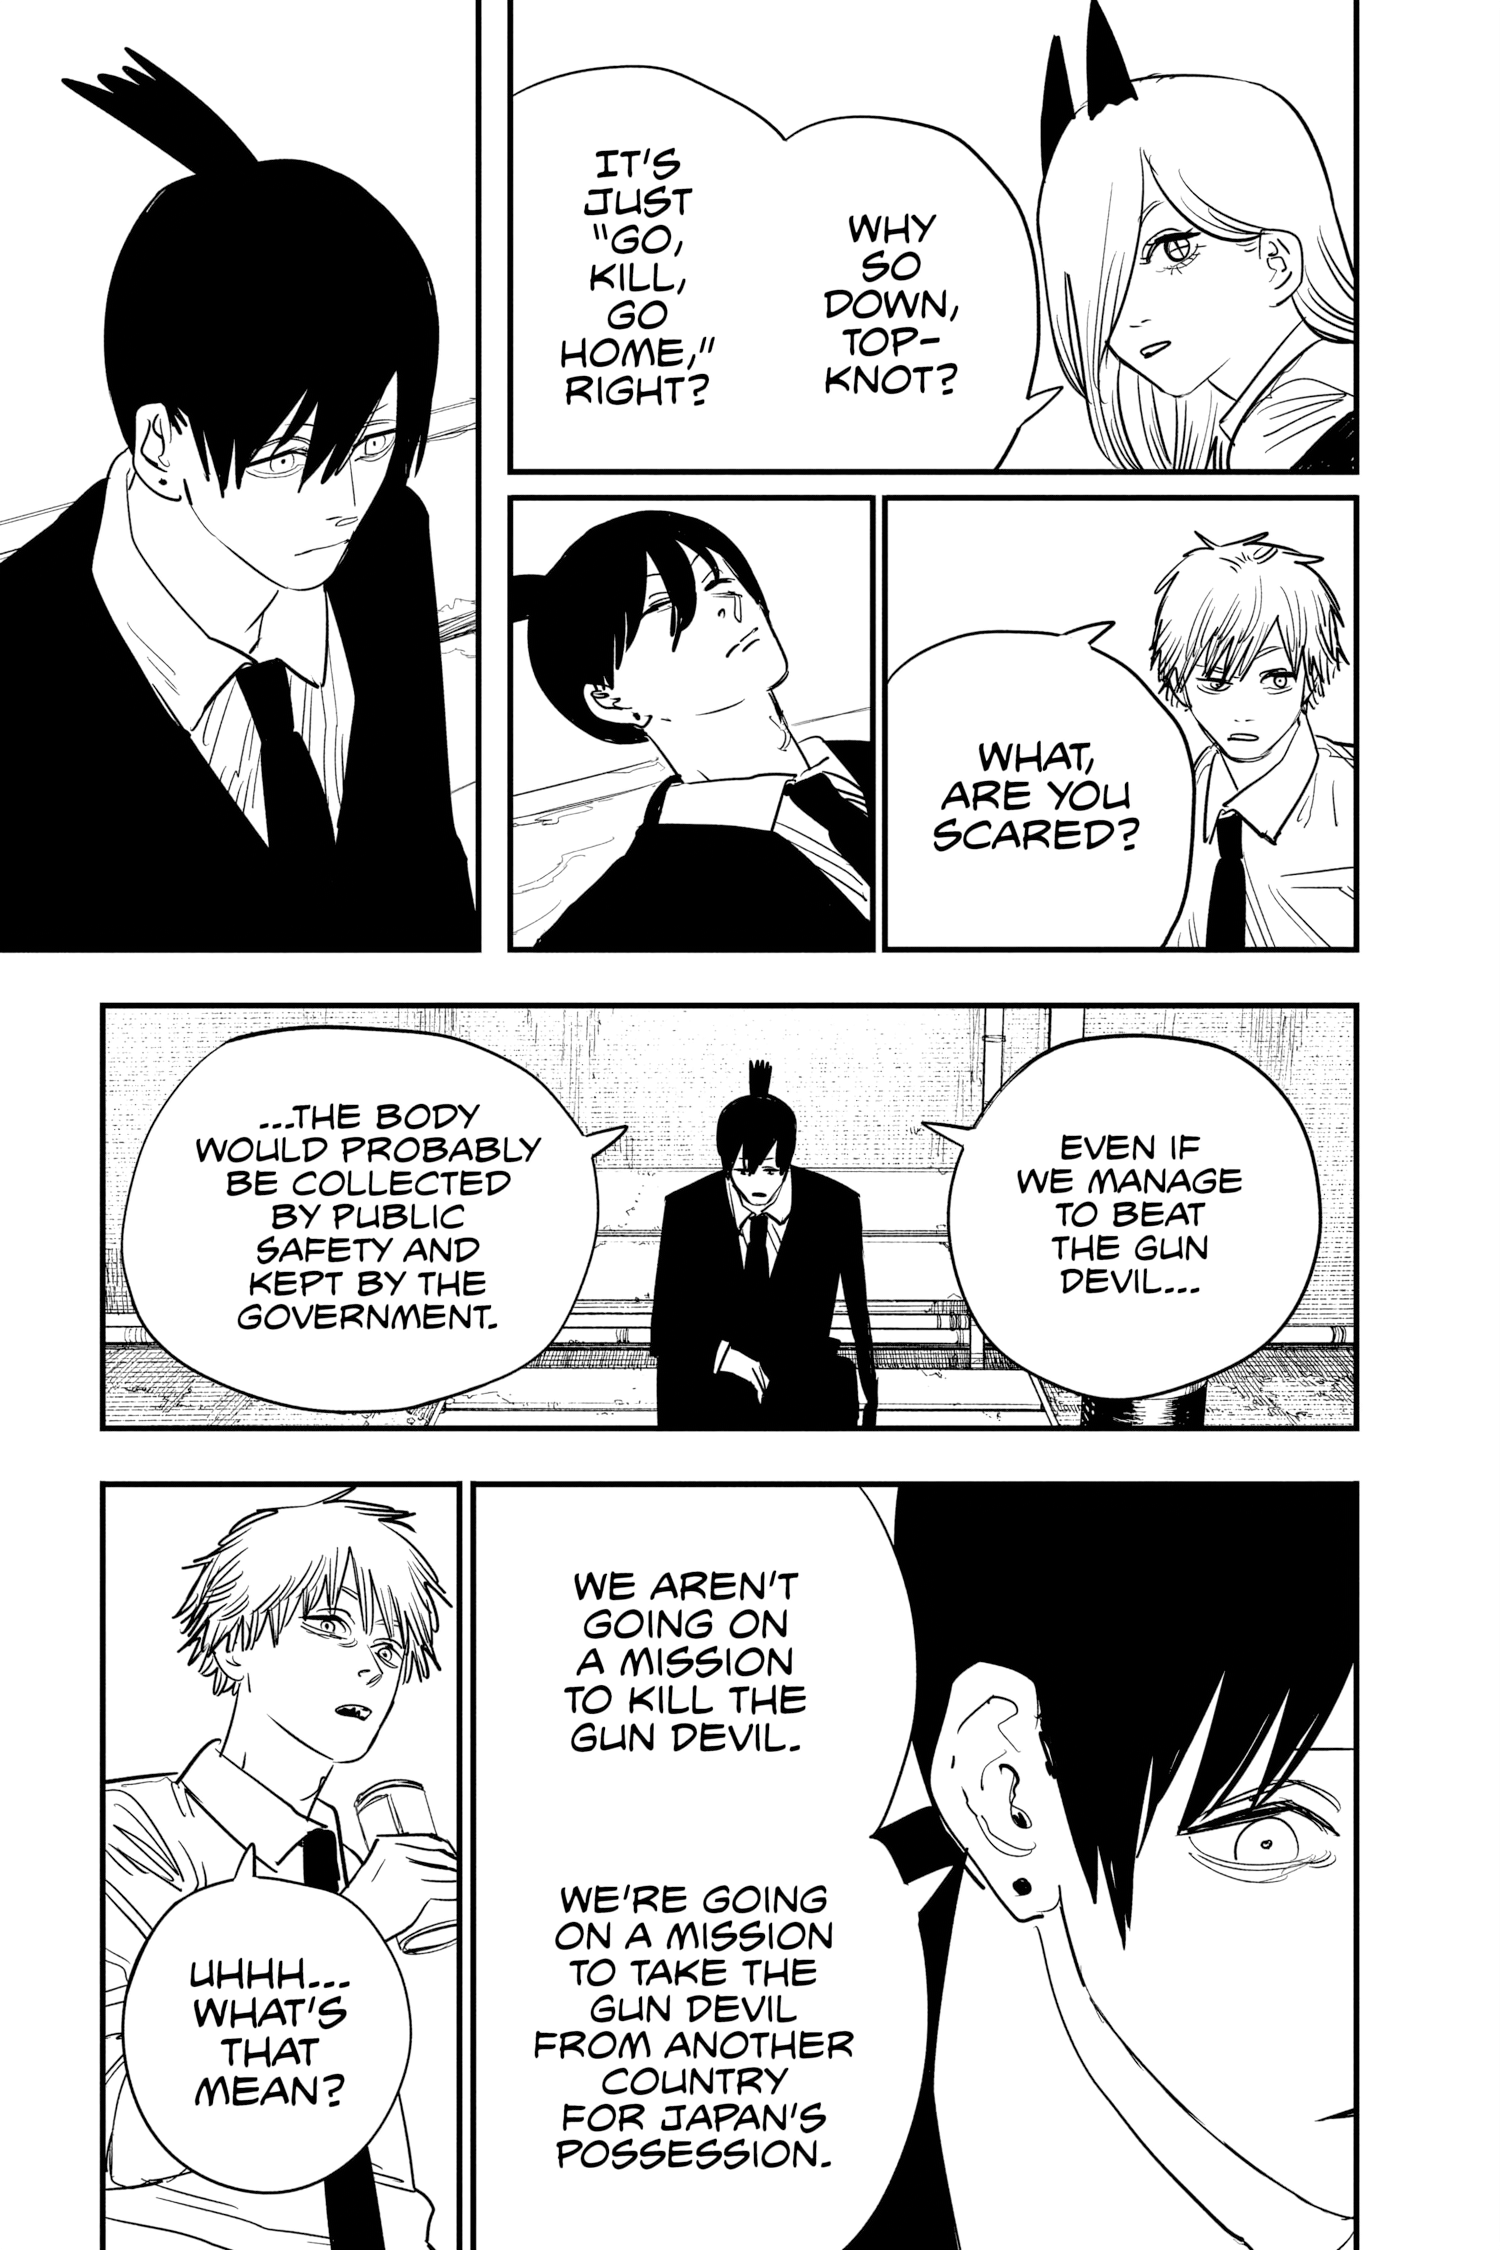 WHY
SO
DOWN,
TOP-
KNOT?
IT'S
JUST
"GO,
KILL,
GO
HOME,"
RIGHT?
WHAT,
ARE YOU
SCARED?
EVEN IF
WE MANAGE
TO BEAT
THE GUN
DEVIL...
...THE BODY
WOULD PROBABLY
BE COLLECTED
BY PUBLIC
SAFETY AND
KEPT BY THE
GOVERNMENT.
WE AREN'T
GOING ON
A MISSION
TO KILL THE
GUN DEVIL.
WE'RE GOING
ON A MISSION
TO TAKE THE
GUN DEVIL
FROM ANOTHER
COUNTRY
FOR JAPAN'S
POSSESSION.
UHHH...
WHAT'S
THAT
MEAN?